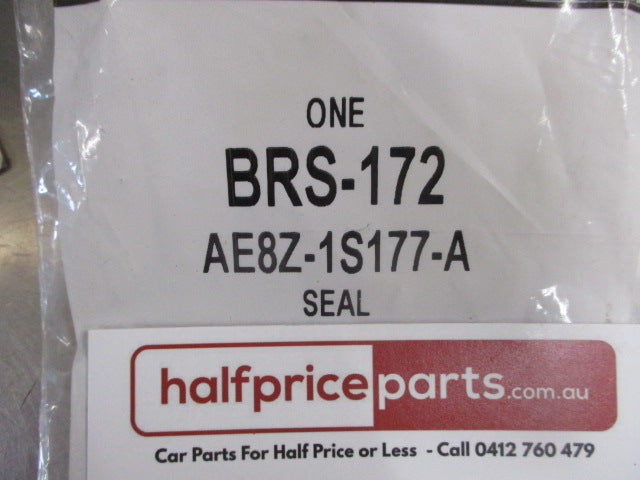 ONE
BRS-172
AE8Z-1S177-A
SEAL
halfpriceparts.com.au
Car Parts For Half Price or Less - Call 0412 760 479